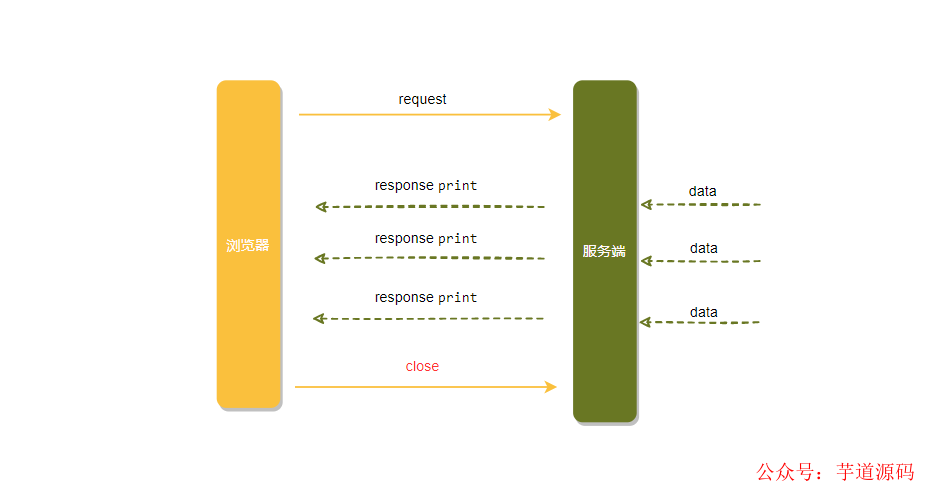 request
response print
data
response print
data
浏览器
服务端
response print
data
close
公众号：芋道源码